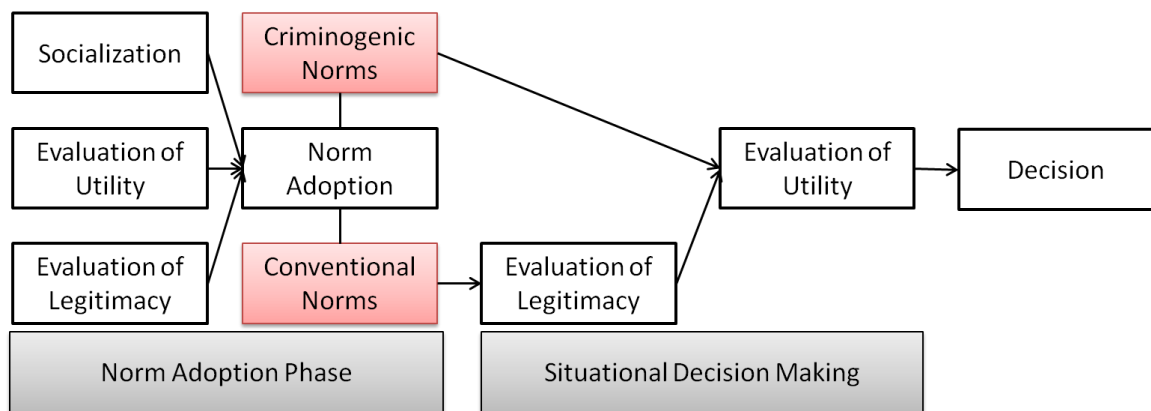 Socialization
Criminogenic
Norms
Evaluation of
Utility
Norm
Adoption
Evaluation of
Utility
Decision
Evaluation of
Legitimacy
Conventional
Norms
Evaluation of
Legitimacy
Norm Adoption Phase
Situational Decision Making